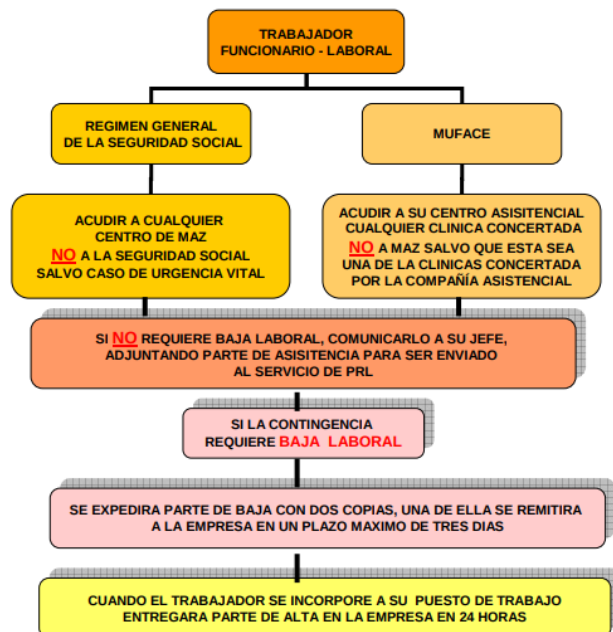 TRABAJADOR
FUNCIONARIO - LABORAL
REGIMEN GENERAL
DE LA SEGURIDAD SOCIAL
MUFACE
ACUDIR A CUALQUIER
CENTRO DE MAZ
NO A LA SEGURIDAD SOCIAL
SALVO CASO DE URGENCIA VITAL
ACUDIR A SU CENTRO ASISITENCIAL
CUALQUIER CLINICA CONCERTADA
NO A MAZ SALVO QUE ESTA SEA
UNA DE LA CLINICAS CONCERTADA
POR LA COMPAÑÍA ASISTENCIAL
SI NO REQUIERE BAJA LABORAL, COMUNICARLO A SU JEFE,
ADJUNTANDO PARTE DE ASISITENCIA PARA SER ENVIADO
AL SERVICIO DE PRL
SI LA CONTINGENCIA
REQUIERE BAJA LABORAL
SE EXPEDIRA PARTE DE BAJA CON DOS COPIAS, UNA DE ELLA SE REMITIRA
A LA EMPRESA EN UN PLAZO MAXIMO DE TRES DIAS
CUANDO EL TRABAJADOR SE INCORPORE A SU PUESTO DE TRABAJO
ENTREGARA PARTE DE ALTA EN LA EMPRESA EN 24 HORAS